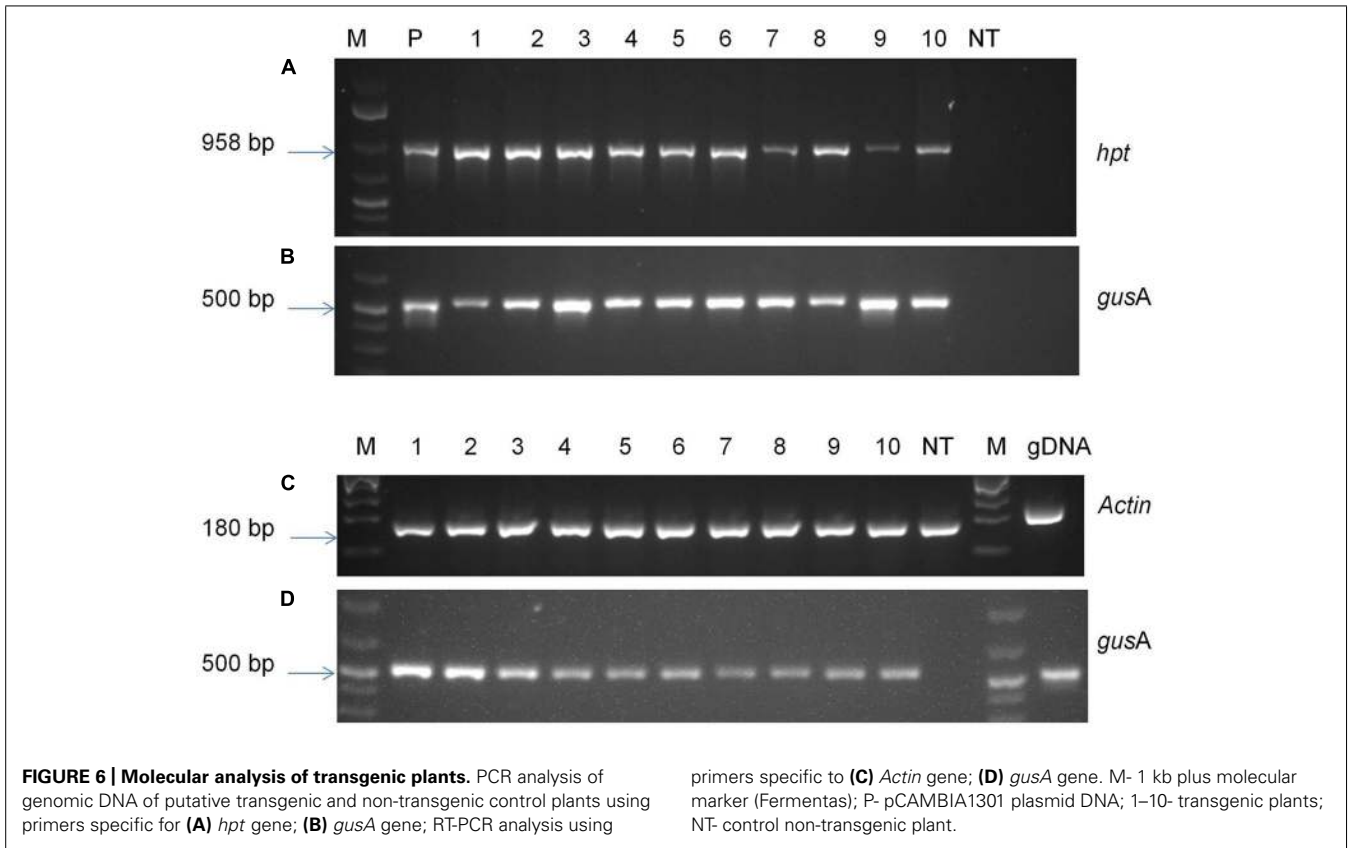 M P 1 2 3 4 5 6 7 8 9 10 NT
A
958 bp
hpt
B
500 bp
gusA
M 1 2 3 4 5 6 7 8 9 10 NT M gDNA
C
180 bp
Actin
D
500 bp
gusA
FIGURE 6 | Molecular analysis of transgenic plants. PCR analysis of
genomic DNA of putative transgenic and non-transgenic control plants using
primers specific for (A) hpt gene; (B) gusA gene; RT-PCR analysis using
primers specific to (C) Actin gene; (D) gusA gene. M- 1 kb plus molecular
marker (Fermentas); P- pCAMBIA1301 plasmid DNA; 1–10- transgenic plants;
NT- control non-transgenic plant.